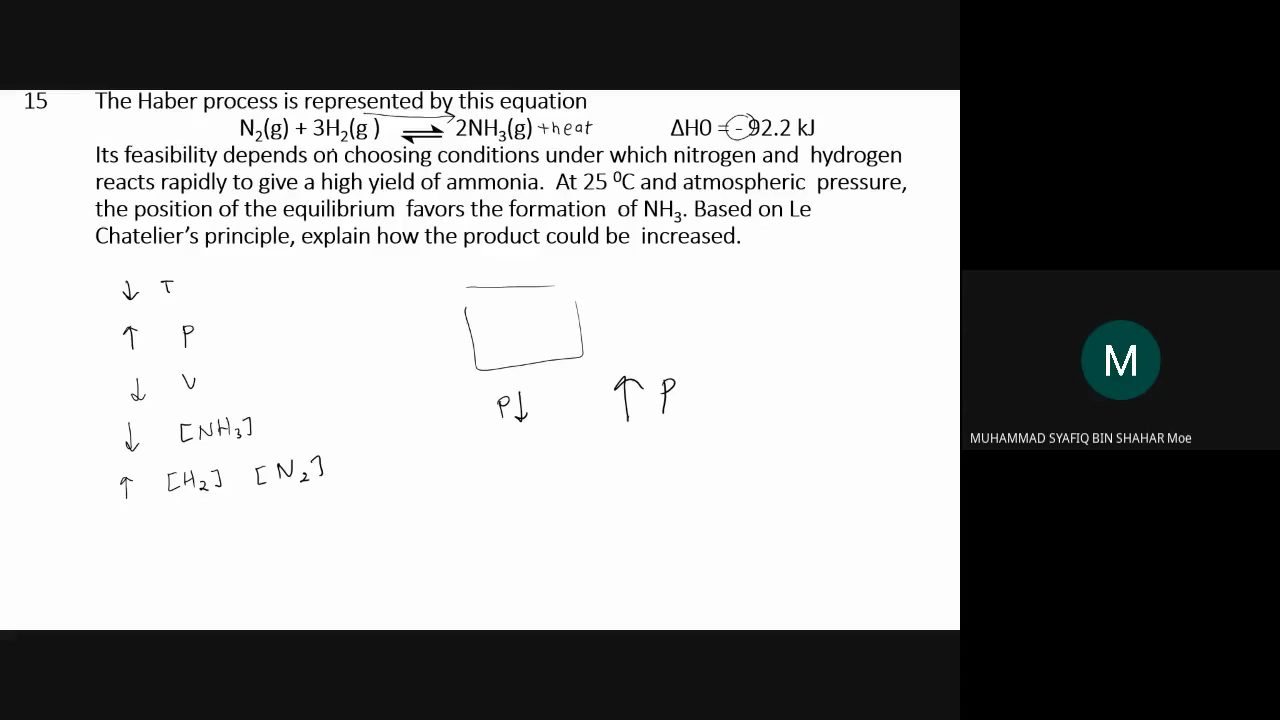 15 The Haber process is represented by this equation
N₂(g) + 3H₂(g ) ⇌ 2NH₃(g) + heat ΔH0 = - 92.2 kJ
Its feasibility depends on choosing conditions under which nitrogen and hydrogen
reacts rapidly to give a high yield of ammonia. At 25 ⁰C and atmospheric pressure,
the position of the equilibrium favors the formation of NH₃. Based on Le
Chatelier’s principle, explain how the product could be increased.
↓ T
↑ P
↓ V
↓ [NH₃]
↑ [H₂] [N₂]
P↓ ↑ P
M
MUHAMMAD SYAFIQ BIN SHAHAR Moe